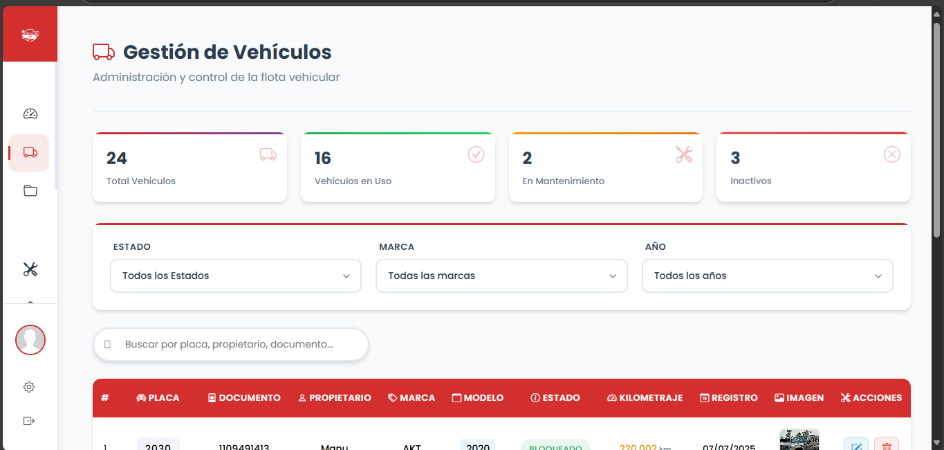 Gestión de Vehículos
Administración y control de la flota vehicular
24
Total Vehículos
16
Vehículos en Uso
2
En Mantenimiento
3
Inactivos
ESTADO
Todos los Estados
MARCA
Todas las marcas
AÑO
Todos los años
Buscar por placa, propietario, documento...
# PLACA DOCUMENTO PROPIETARIO MARCA MODELO ESTADO KILOMETRAJE REGISTRO IMAGEN ACCIONES
1 2030 1109491413 Manu AKT 2020 BLOQUEADO 220.002 km 07/07/2025